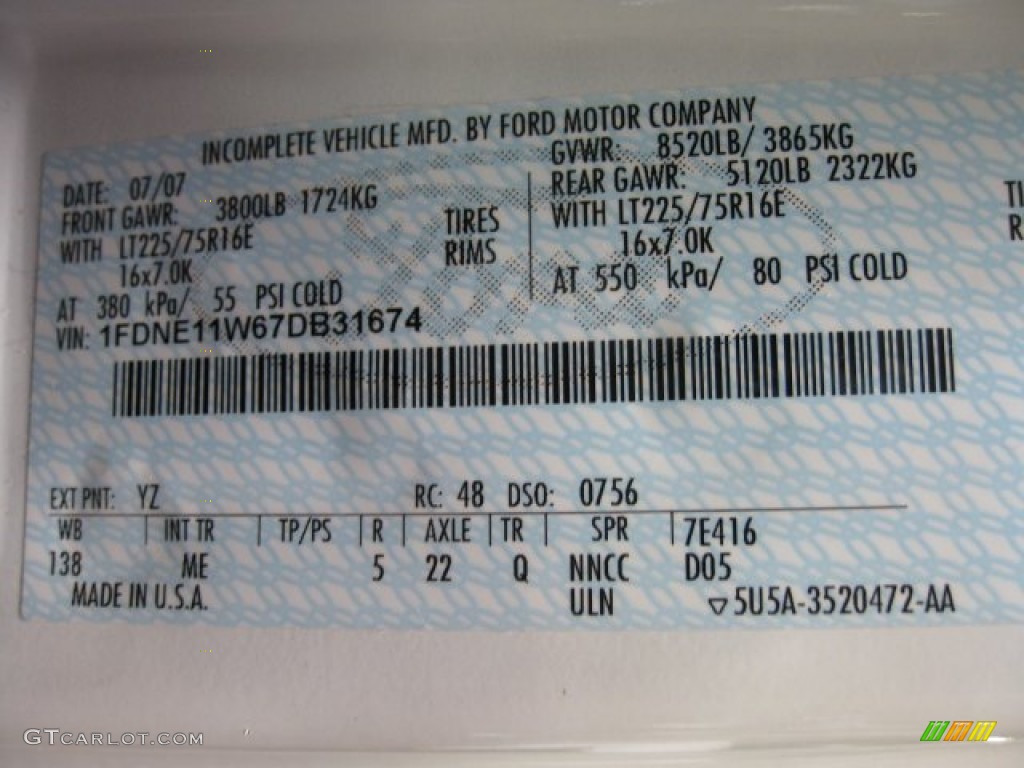 INCOMPLETE VEHICLE MFD. BY FORD MOTOR COMPANY
DATE: 07/07
GVWR: 8520LB/ 3865KG
FRONT GAWR: 3800LB 1724KG
REAR GAWR: 5120LB 2322KG
WITH LT225/75R16E
TIRES
WITH LT225/75R16E
16x7.0K
RIMS
16x7.0K
AT 380 kPa/ 55 PSI COLD
AT 550 kPa/ 80 PSI COLD
VIN: 1FDNE11W67DB31674
EXT PNT: YZ RC: 48 DSO: 0756
WB INT TR TP/PS R AXLE TR SPR 7E416
138 ME 5 22 Q NNCC D05
MADE IN U.S.A. ULN ▽5U5A-3520472-AA
TI
R
GTCARLOT.COM